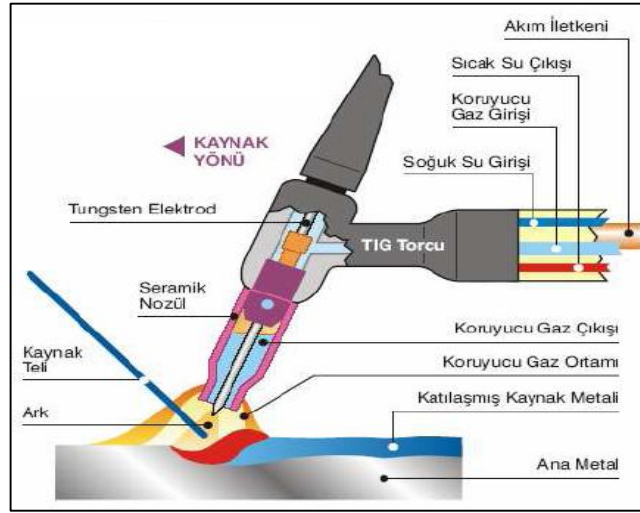 Akım İletkeni
Sıcak Su Çıkışı
Koruyucu
Gaz Girişi
KAYNAK
YÖNÜ
Soğuk Su Girişi
Tungsten Elektrod
TIG Torcu
Seramik
Nozül
Koruyucu Gaz Çıkışı
Kaynak
Teli
Koruyucu Gaz Ortamı
Ark
Katılaşmış Kaynak Metali
Ana Metal